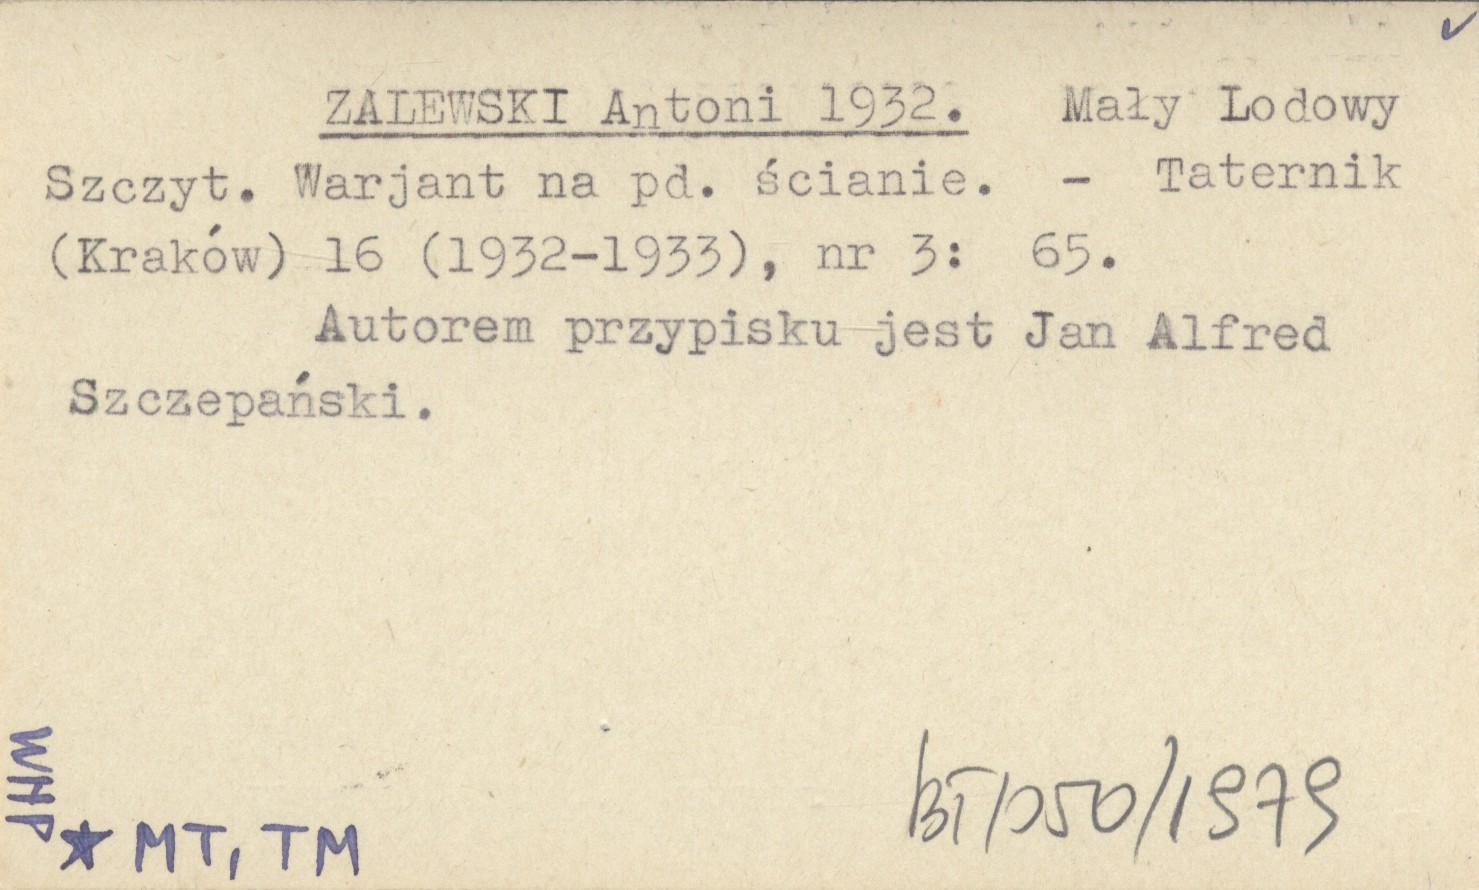 ZALEWSKI Antoni 1932. Mały Lodowy
Szczyt. Warjant na pd. ścianie. - Taternik
(Kraków) 16 (1932-1933), nr 3: 65.
Autorem przypisku jest Jan Alfred
Szczepański.
WHP
★ MT, TM
BT/050/1979